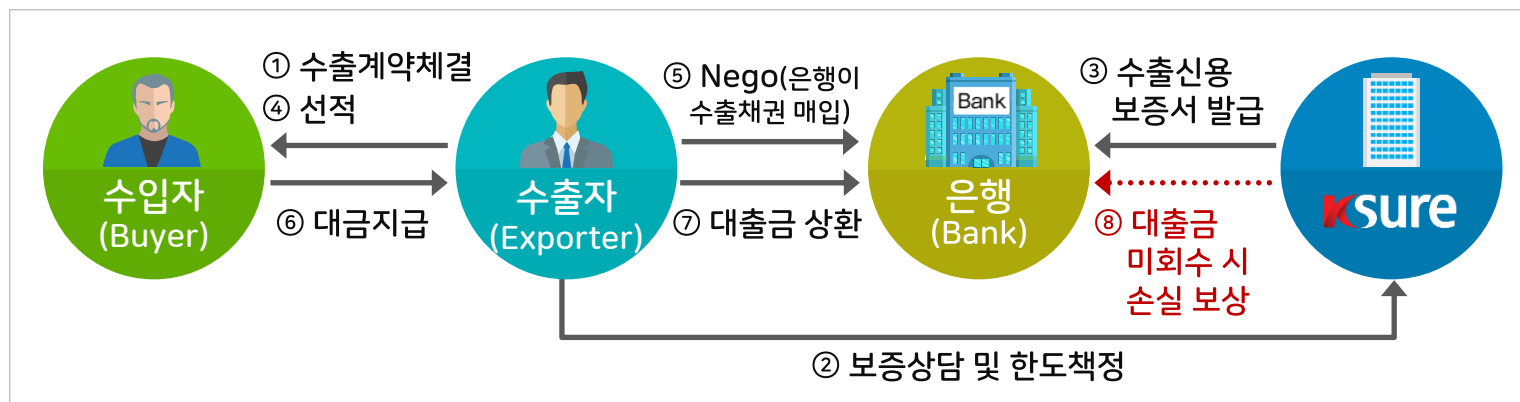 ① 수출계약체결
④ 선적
⑤ Nego(은행이
수출채권 매입)
③ 수출신용
보증서 발급
Bank
수입자
(Buyer)
수출자
(Exporter)
은행
(Bank)
Ksure
⑥ 대금지급
⑦ 대출금 상환
⑧ 대출금
미회수 시
손실 보상
② 보증상담 및 한도책정